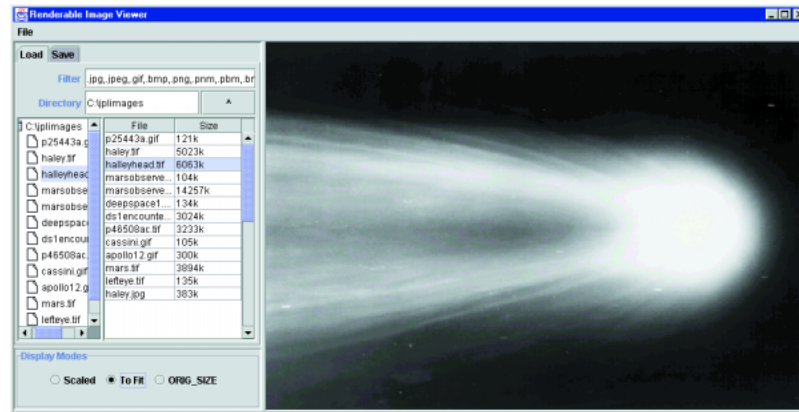 Renderable Image Viewer
File
Load Save
Filter .jpg,.jpeg,.gif,.bmp,.png,.pnm,.pbm,.br
Directory C:\iplimages ^
C:\iplimages
p25443a.g
haley.tif
halleyhead
marsobse
marsobse
deepspac
ds1encou
p46508ac.
cassini.gif
apollo12.g
mars.tif
lefteye.tif
File Size
p25443a.gif 121k
haley.tif 5023k
halleyhead.tif 6063k
marsobserve... 104k
marsobserve... 14257k
deepspace1.... 134k
ds1encounte... 3024k
p46508ac.tif 3233k
cassini.gif 105k
apollo12.gif 300k
mars.tif 3894k
lefteye.tif 135k
haley.jpg 383k
Display Modes
Scaled To Fit ORIG_SIZE